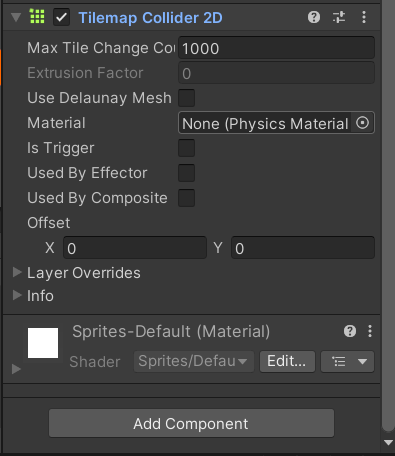 Tilemap Collider 2D
Max Tile Change Cou 1000
Extrusion Factor 0
Use Delaunay Mesh
Material None (Physics Material
Is Trigger
Used By Effector
Used By Composite
Offset
X 0 Y 0
Layer Overrides
Info
Sprites-Default (Material)
Shader Sprites/Defau Edit...
Add Component